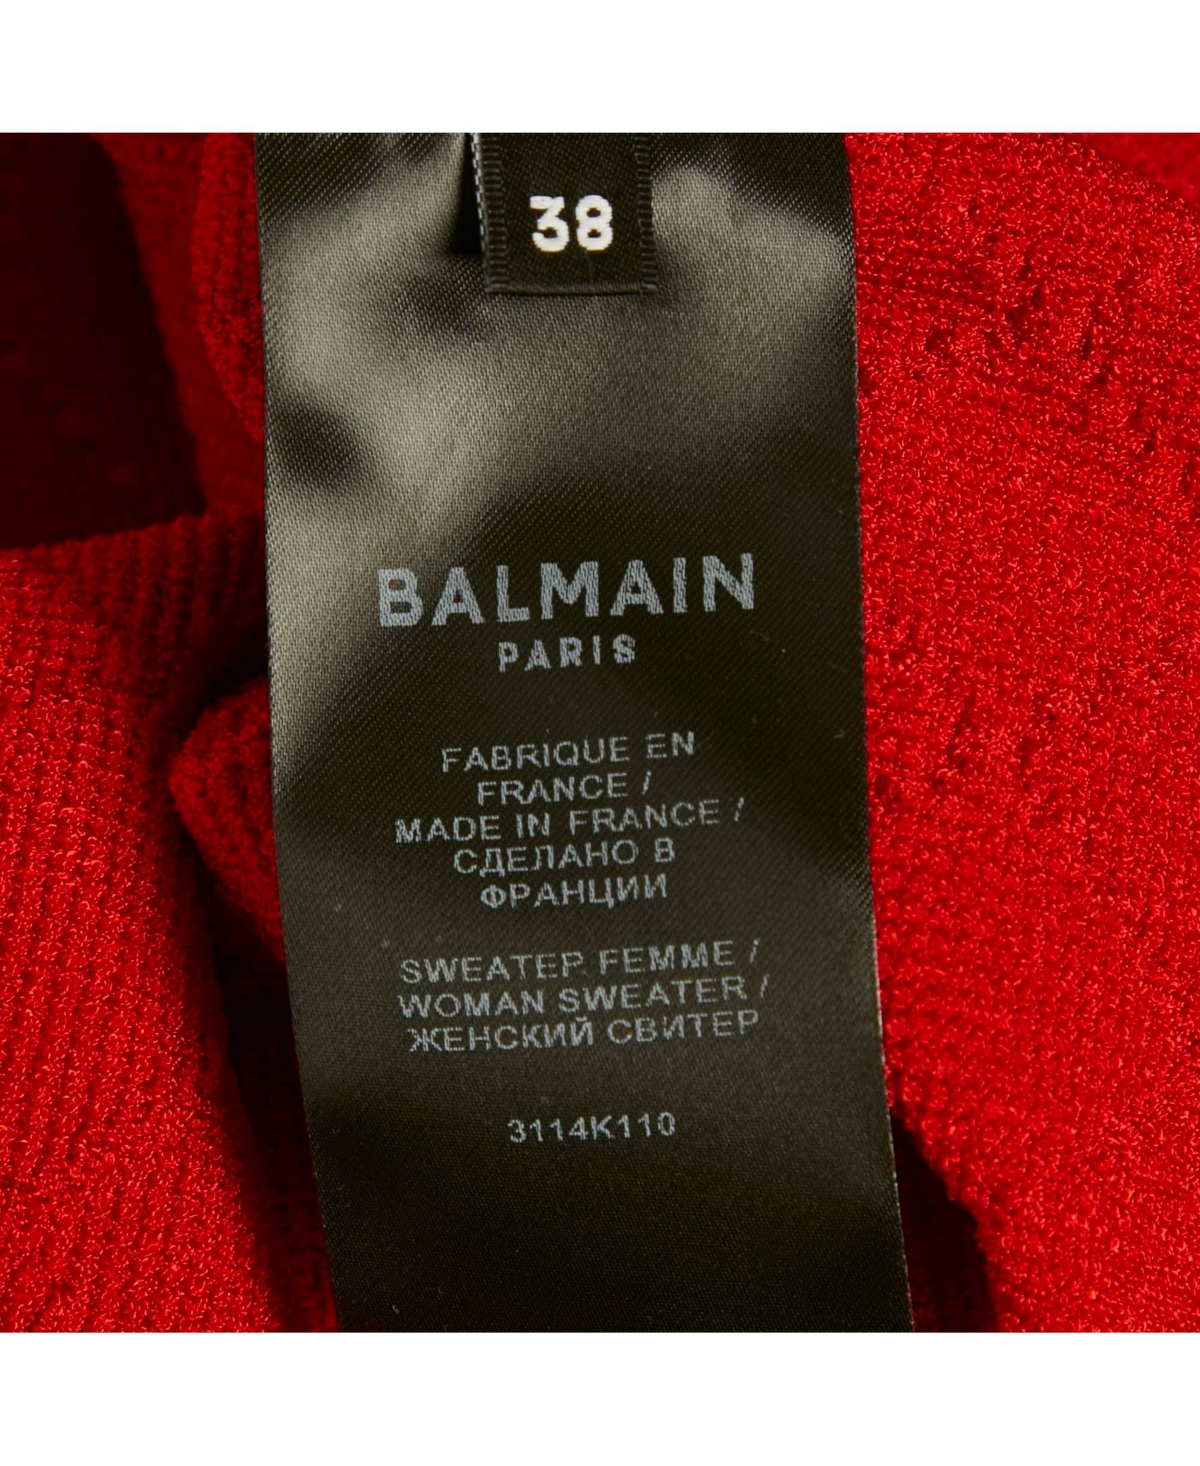 38
BALMAIN
PARIS
FABRIQUE EN
FRANCE /
MADE IN FRANCE /
СДЕЛАНО В
ФРАНЦИИ
SWEATEP FEMME /
WOMAN SWEATER /
ЖЕНСКИЙ СВИТЕР
3114K110